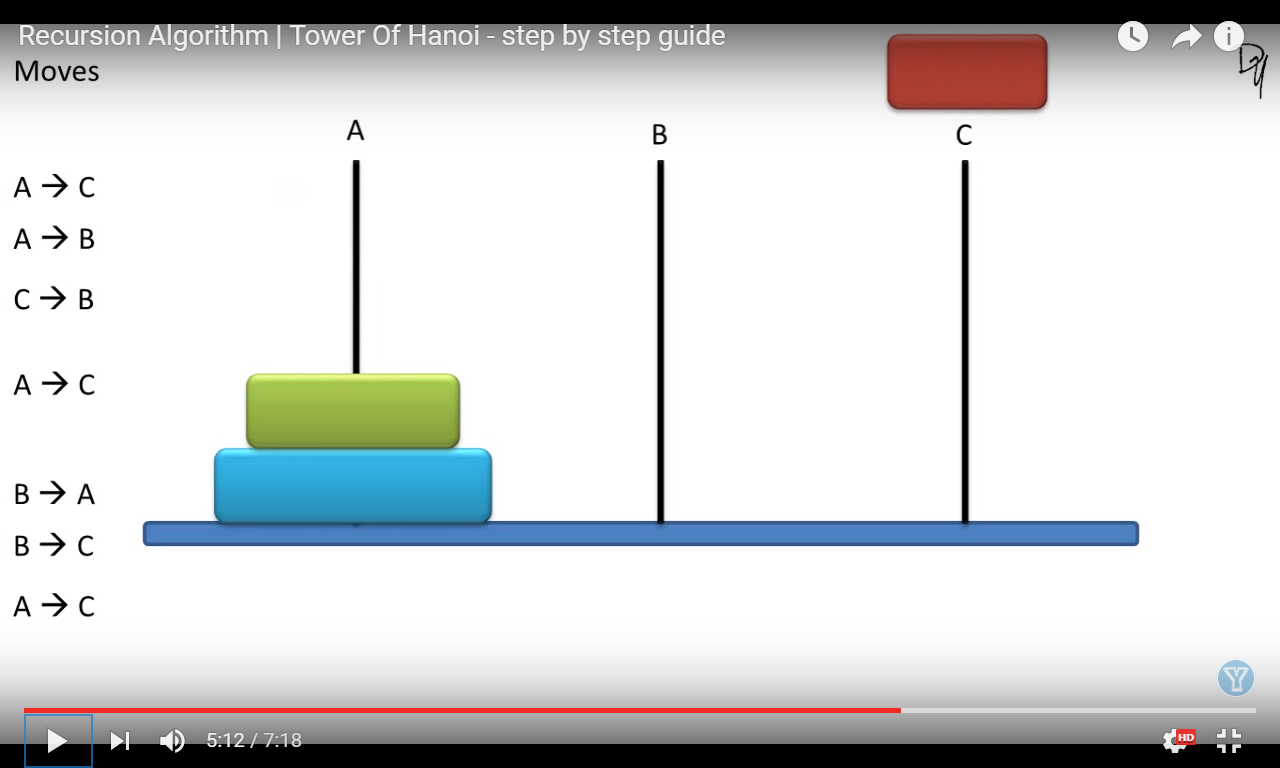 Recursion Algorithm | Tower Of Hanoi - step by step guide
Moves
A B C
A → C
A → B
C → B
A → C
B → A
B → C
A → C
5:12 / 7:18
HD